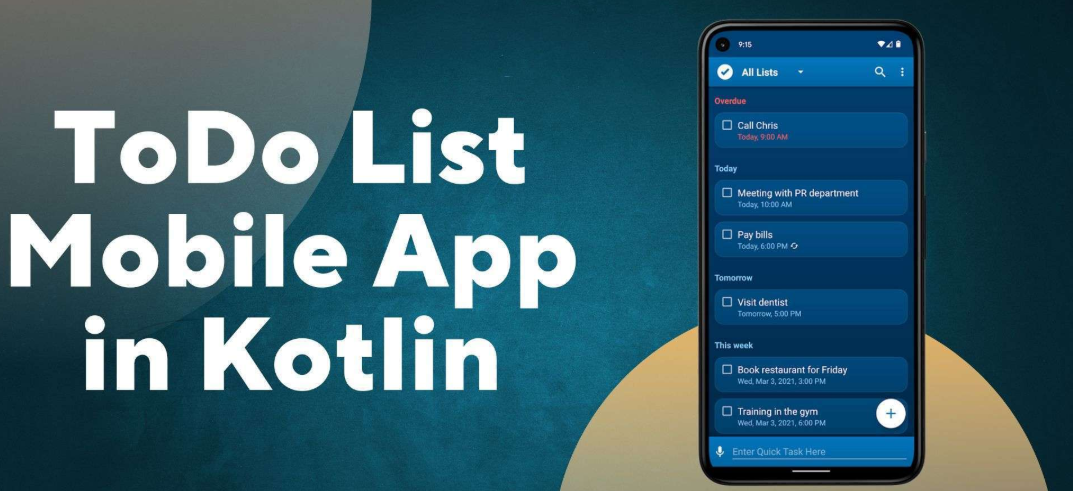 ToDo List
Mobile App
in Kotlin
9:15
All Lists
Overdue
Call Chris
Today, 9:00 AM
Today
Meeting with PR department
Today, 10:00 AM
Pay bills
Today, 6:00 PM
Tomorrow
Visit dentist
Tomorrow, 5:00 PM
This week
Book restaurant for Friday
Wed, Mar 3, 2021, 3:00 PM
Training in the gym
Wed, Mar 3, 2021, 6:00 PM
Enter Quick Task Here